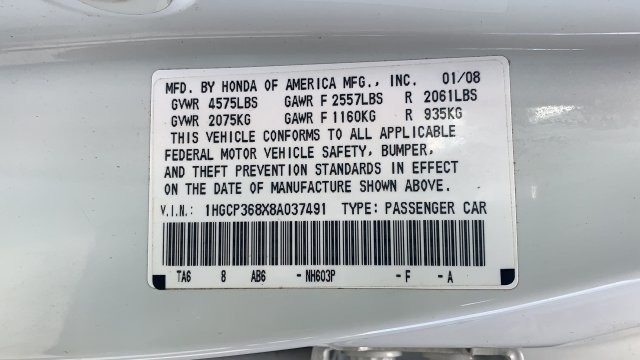 MFD. BY HONDA OF AMERICA MFG., INC. 01/08
GVWR 4575LBS GAWR F 2557LBS R 2061LBS
GVWR 2075KG GAWR F 1160KG R 935KG
THIS VEHICLE CONFORMS TO ALL APPLICABLE
FEDERAL MOTOR VEHICLE SAFETY, BUMPER,
AND THEFT PREVENTION STANDARDS IN EFFECT
ON THE DATE OF MANUFACTURE SHOWN ABOVE.
V.I.N.: 1HGCP368X8A037491 TYPE: PASSENGER CAR
TA6 8 AB6 -NH603P -F -A